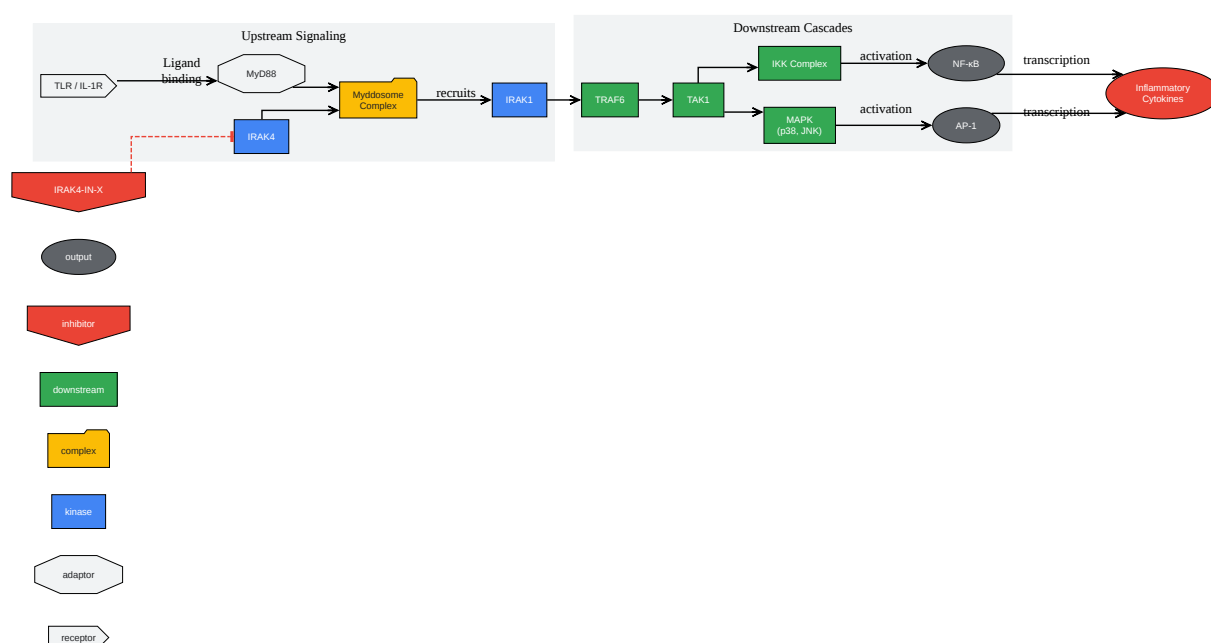 Upstream Signaling
Downstream Cascades
TLR / IL-1R
Ligand
binding
MyD88
IRAK4
Myddosome
Complex
recruits
IRAK1
TRAF6
TAK1
IKK Complex
MAPK
(p38, JNK)
activation
activation
NF-κB
AP-1
transcription
transcription
Inflammatory
Cytokines
IRAK4-IN-X
output
inhibitor
downstream
complex
kinase
adaptor
receptor